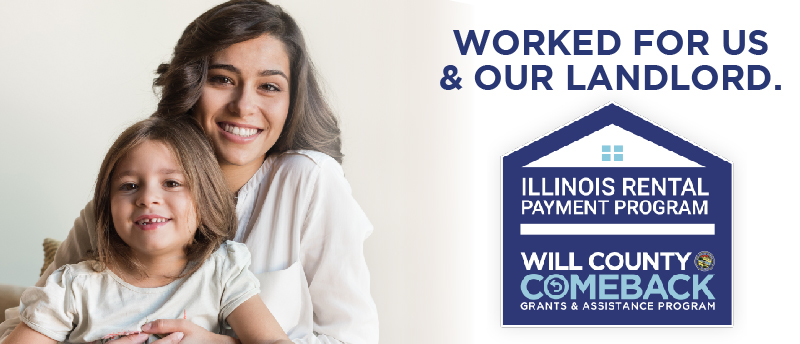 WORKED FOR US
& OUR LANDLORD.
ILLINOIS RENTAL
PAYMENT PROGRAM
WILL COUNTY
COMEBACK
GRANTS & ASSISTANCE PROGRAM